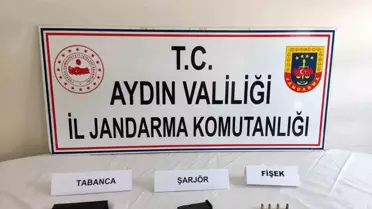 T.C.
AYDIN VALİLİĞİ
İL JANDARMA KOMUTANLIĞI
TABANCA
ŞARJÖR
FİŞEK